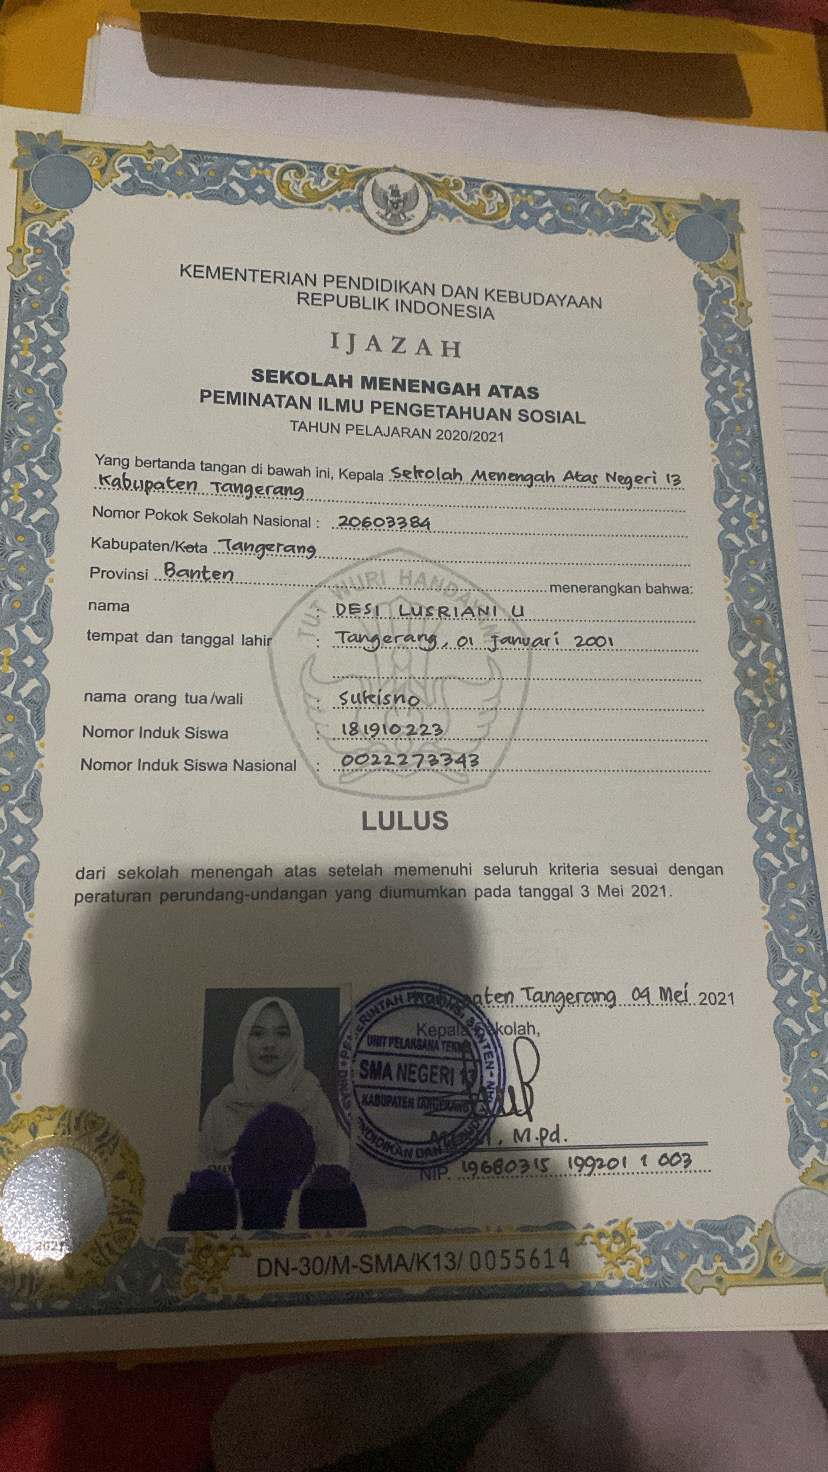 KEMENTERIAN PENDIDIKAN DAN KEBUDAYAAN
REPUBLIK INDONESIA
IJAZAH
SEKOLAH MENENGAH ATAS
PEMINATAN ILMU PENGETAHUAN SOSIAL
TAHUN PELAJARAN 2020/2021
Yang bertanda tangan di bawah ini, Kepala Sekolah Menengah Atas Negeri 13
Kabupaten Tangerang
Nomor Pokok Sekolah Nasional : 20603384
Kabupaten/Kota Tangerang
Provinsi Banten menerangkan bahwa:
nama : DESI LUSRIANI U
tempat dan tanggal lahir : Tangerang, 01 Januari 2001
nama orang tua/wali : Sukisno
Nomor Induk Siswa : 181910223
Nomor Induk Siswa Nasional : 0022273343
TUT WURI HANDAYANI
LULUS
dari sekolah menengah atas setelah memenuhi seluruh kriteria sesuai dengan
peraturan perundang-undangan yang diumumkan pada tanggal 3 Mei 2021.
Tangerang 04 Mei 2021
Kepala Sekolah,
UNIT PELAKSANA TEKNIS
SMA NEGERI 13
KABUPATEN TANGERANG
M.Pd.
NIP. 19680315 199201 1 003
2021
DN-30/M-SMA/K13/0055614